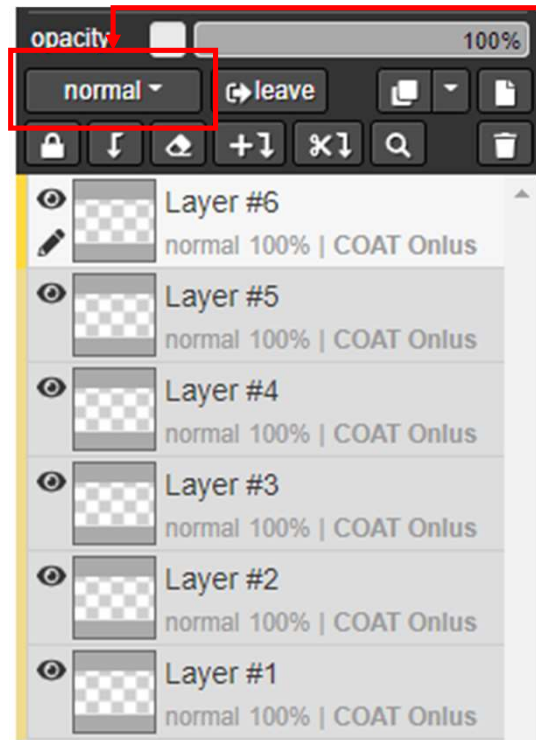 opacity 100%
normal leave
Layer #6
normal 100% | COAT Onlus
Layer #5
normal 100% | COAT Onlus
Layer #4
normal 100% | COAT Onlus
Layer #3
normal 100% | COAT Onlus
Layer #2
normal 100% | COAT Onlus
Layer #1
normal 100% | COAT Onlus